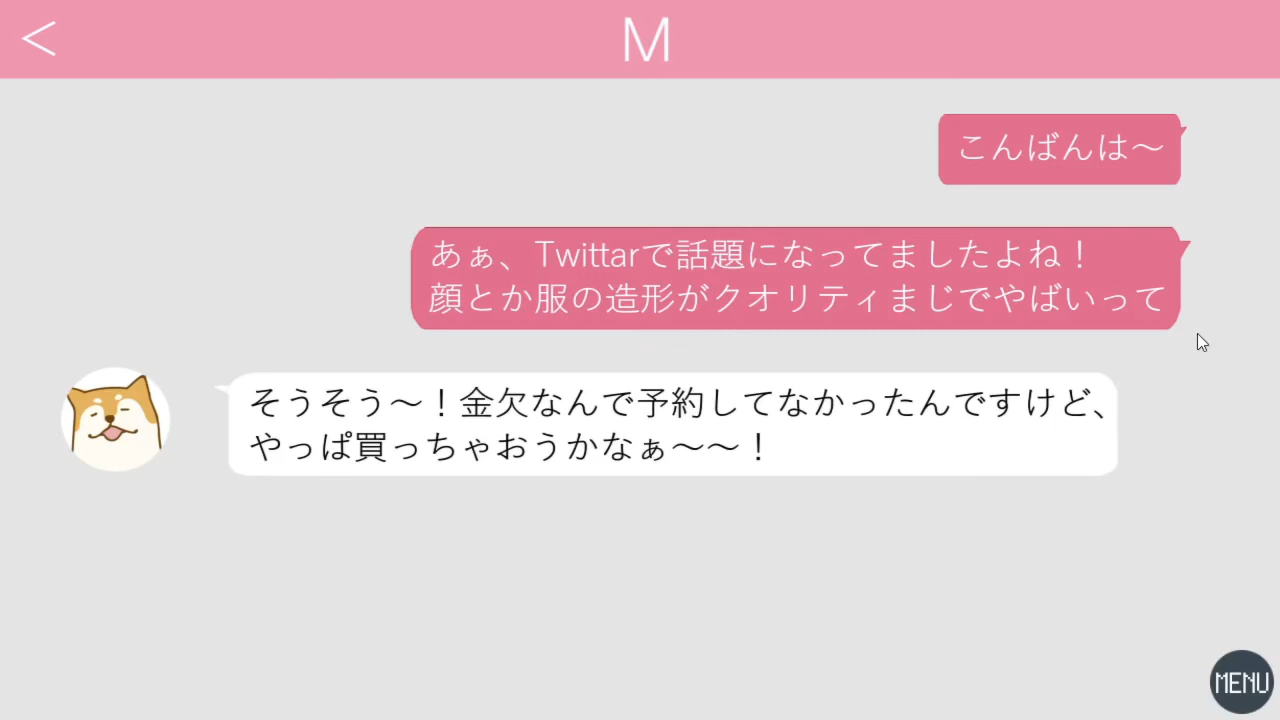 M
こんばんは～
あぁ、Twittarで話題になってましたよね！
顔とか服の造形がクオリティまじでやばいって
そうそう～！金欠なんで予約してなかったんですけど、
やっぱ買っちゃおうかなぁ～～！
MENU